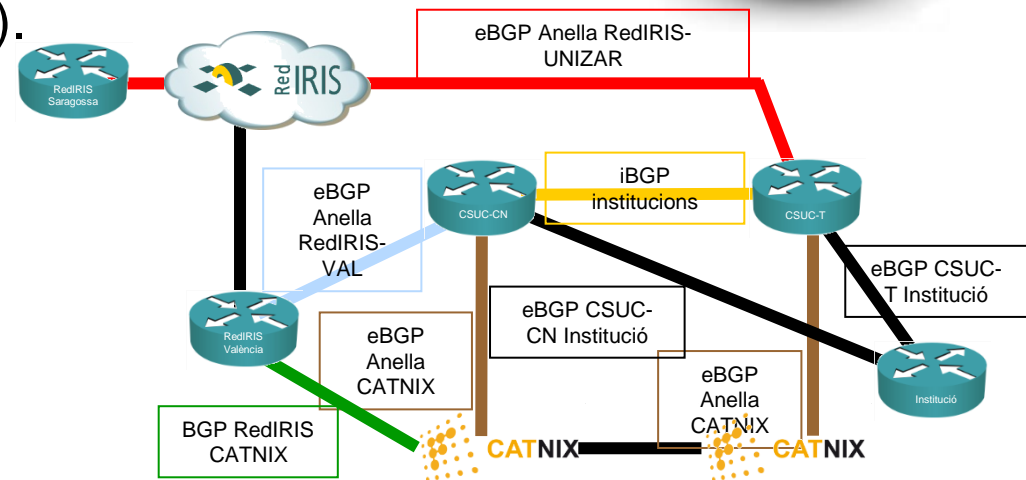 ).
eBGP Anella RedIRIS-
UNIZAR
RedIRIS
Saragossa
Red IRIS
iBGP
institucions
eBGP
Anella
RedIRIS-
VAL
CSUC-CN
CSUC-T
eBGP CSUC-
T Institució
eBGP CSUC-
CN Institució
RedIRIS
València
eBGP
Anella
CATNIX
eBGP
Anella
CATNIX
Institució
BGP RedIRIS
CATNIX
CATNIX
CATNIX